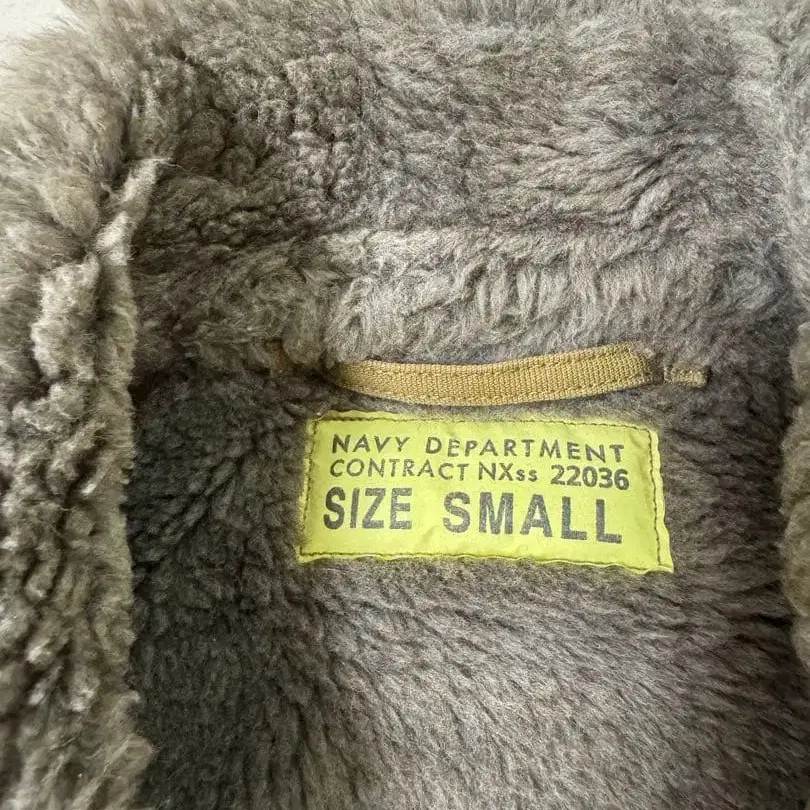 NAVY DEPARTMENT
CONTRACT NXss 22036
SIZE SMALL